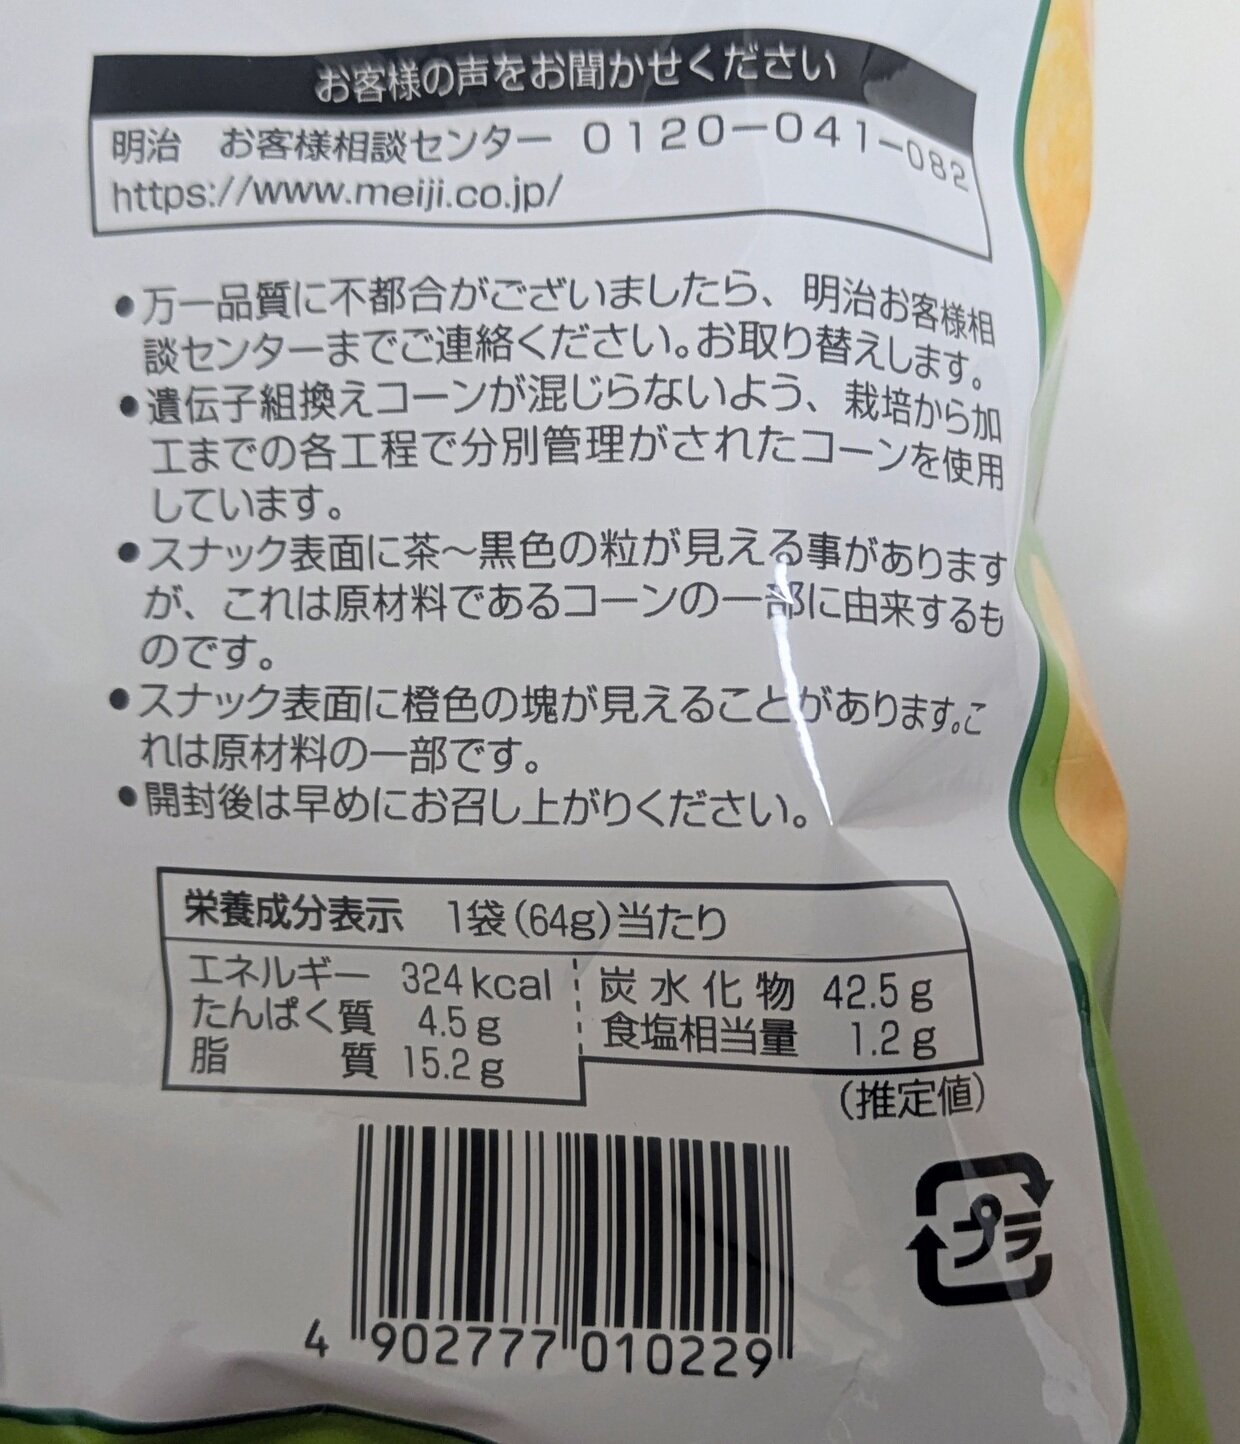 お客様の声をお聞かせください
明治　お客様相談センター　0120-041-082
https://www.meiji.co.jp/
●万一品質に不都合がございましたら、明治お客様相
談センターまでご連絡ください。お取り替えします。
●遺伝子組換えコーンが混じらないよう、栽培から加
工までの各工程で分別管理がされたコーンを使用
しています。
●スナック表面に茶～黒色の粒が見える事があります
が、これは原材料であるコーンの一部に由来するも
のです。
●スナック表面に橙色の塊が見えることがあります。こ
れは原材料の一部です。
●開封後は早めにお召し上がりください。
栄養成分表示　1袋(64g)当たり
エネルギー　324kcal　炭水化物　42.5g
たんぱく質　4.5g　食塩相当量　1.2g
脂質　15.2g
(推定値)
プラ
4 902777 010229